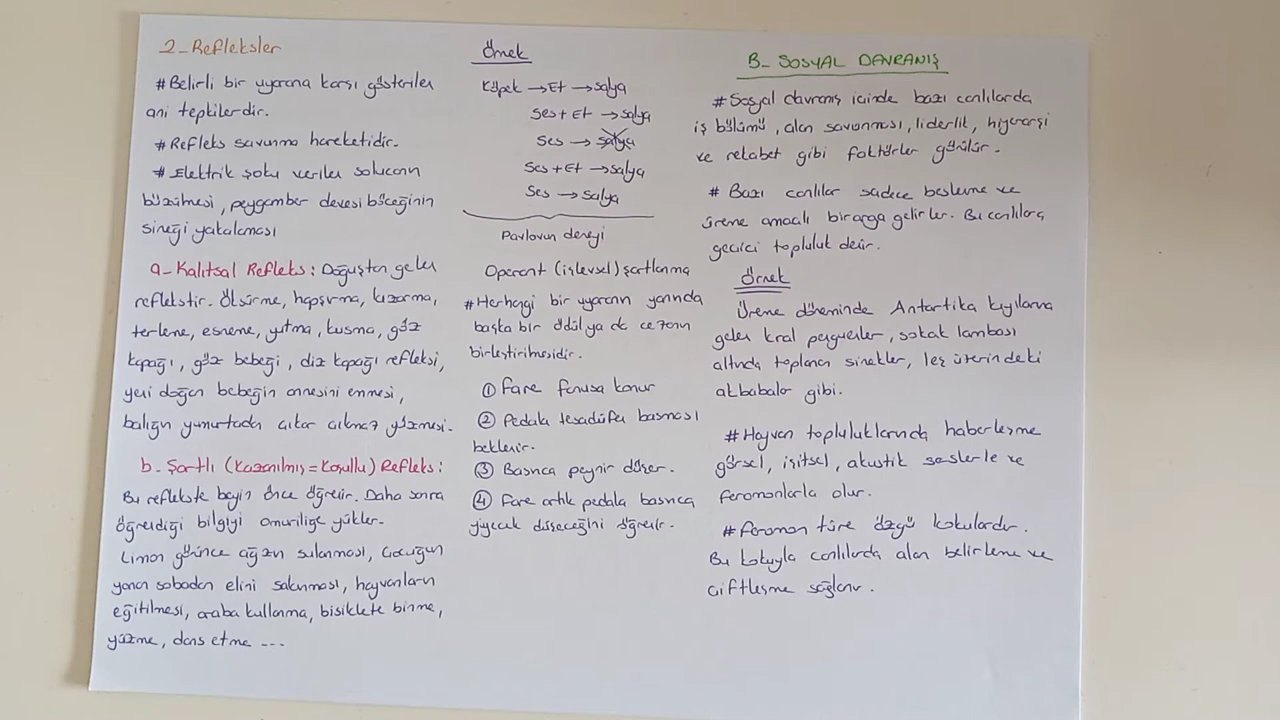 2_Refleksler
#Belirli bir uyarana karşı gösterilen
ani tepkilerdir.
#Refleks savunma hareketidir.
#Elektrik şoku verilen solucanın
büzülmesi, peygamber devesi böceğinin
sineği yakalaması
a_Kalıtsal Refleks: Doğuştan gelen
reflekstir. Öksürme, hapşırma, kızarma,
terleme, esneme, yutma, kusma, göz
kapağı, göz bebeği, diz kapağı refleksi,
yeni doğan bebeğin annesini emmesi,
balığın yumurtadan çıkar çıkmaz yüzmesi.
b_Şartlı (Kazanılmış=Koşullu) Refleks:
Bu reflekste beyin önce öğrenir. Daha sonra
öğrendiği bilgiyi omuriliğe yükler.
Limon görünce ağzın sulanması, çocuğun
yanan sobadan elini sakınması, hayvanların
eğitilmesi, araba kullanma, bisiklete binme,
yüzme, dans etme ---
Örnek
Köpek →Et →salya
Ses+Et →salya
Ses → salya
Ses+Et →salya
Ses → salya
Pavlovun deneyi
Operant (işlevsel) şartlanma
#Herhangi bir uyaranın yanında
başka bir ödül ya da cezanın
birleştirilmesidir.
① Fare fanusa konur
② Pedala tesadüfen basması
beklenir.
③ Basınca peynir düşer.
④ Fare artık pedala basınca
yiyecek düşeceğini öğrenir.
B_ SOSYAL DAVRANIŞ
#Sosyal davranış içinde bazı canlılarda
iş bölümü, alan savunması, liderlik, hiyerarşi
ve rekabet gibi faktörler görülür.
# Bazı canlılar sadece beslenme ve
üreme amaçlı bir araya gelirler. Bu canlılara
geçici topluluk denir.
Örnek
Üreme döneminde Antartika kıyılarına
gelen kral penguenler, sokak lambası
altında toplanan sinekler, leş üzerindeki
akbabalar gibi.
#Hayvan topluluklarında haberleşme
görsel, işitsel, akustik seslerle ve
feromonlarla olur.
#feromon türe özgü kokulardır.
Bu kokuyla canlılarda alan belirleme ve
çiftleşme sağlanır.